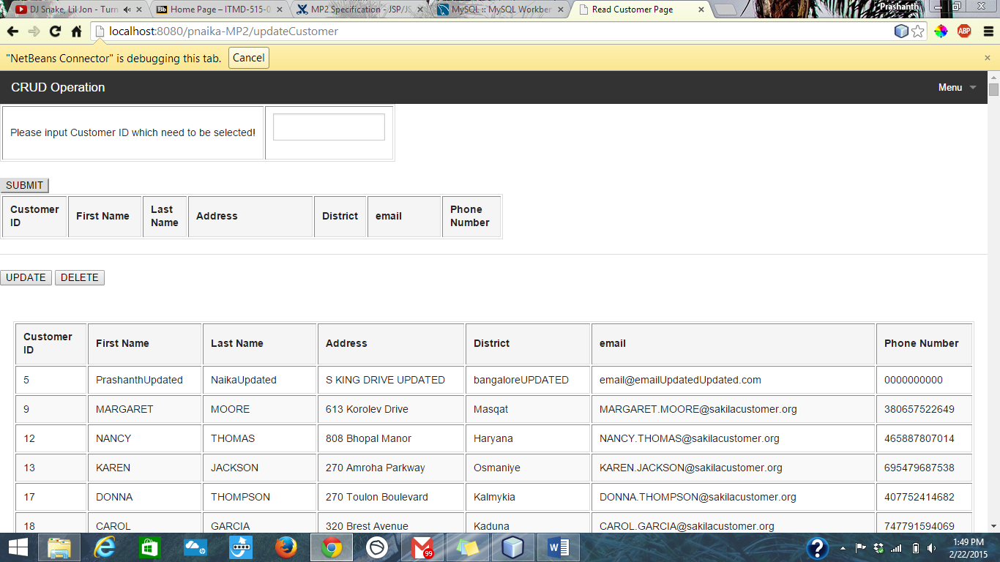 DJ Snake, Lil Jon - Turn
Home Page – ITMD-515-0
MP2 Specification - JSP/JS
MySQL :: MySQL Workben
Read Customer Page
Prashanth
localhost:8080/pnaika-MP2/updateCustomer
ABP
"NetBeans Connector" is debugging this tab.
Cancel
CRUD Operation
Menu
Please input Customer ID which need to be selected!
SUBMIT
Customer ID First Name Last Name Address District email Phone Number
UPDATE DELETE
Customer ID First Name Last Name Address District email Phone Number
5 PrashanthUpdated NaikaUpdated S KING DRIVE UPDATED bangaloreUPDATED email@emailUpdatedUpdated.com 0000000000
9 MARGARET MOORE 613 Korolev Drive Masqat MARGARET.MOORE@sakilacustomer.org 380657522649
12 NANCY THOMAS 808 Bhopal Manor Haryana NANCY.THOMAS@sakilacustomer.org 465887807014
13 KAREN JACKSON 270 Amroha Parkway Osmaniye KAREN.JACKSON@sakilacustomer.org 695479687538
17 DONNA THOMPSON 270 Toulon Boulevard Kalmykia DONNA.THOMPSON@sakilacustomer.org 407752414682
18 CAROL GARCIA 320 Brest Avenue Kaduna CAROL.GARCIA@sakilacustomer.org 747791594069
99
1:49 PM
2/22/2015